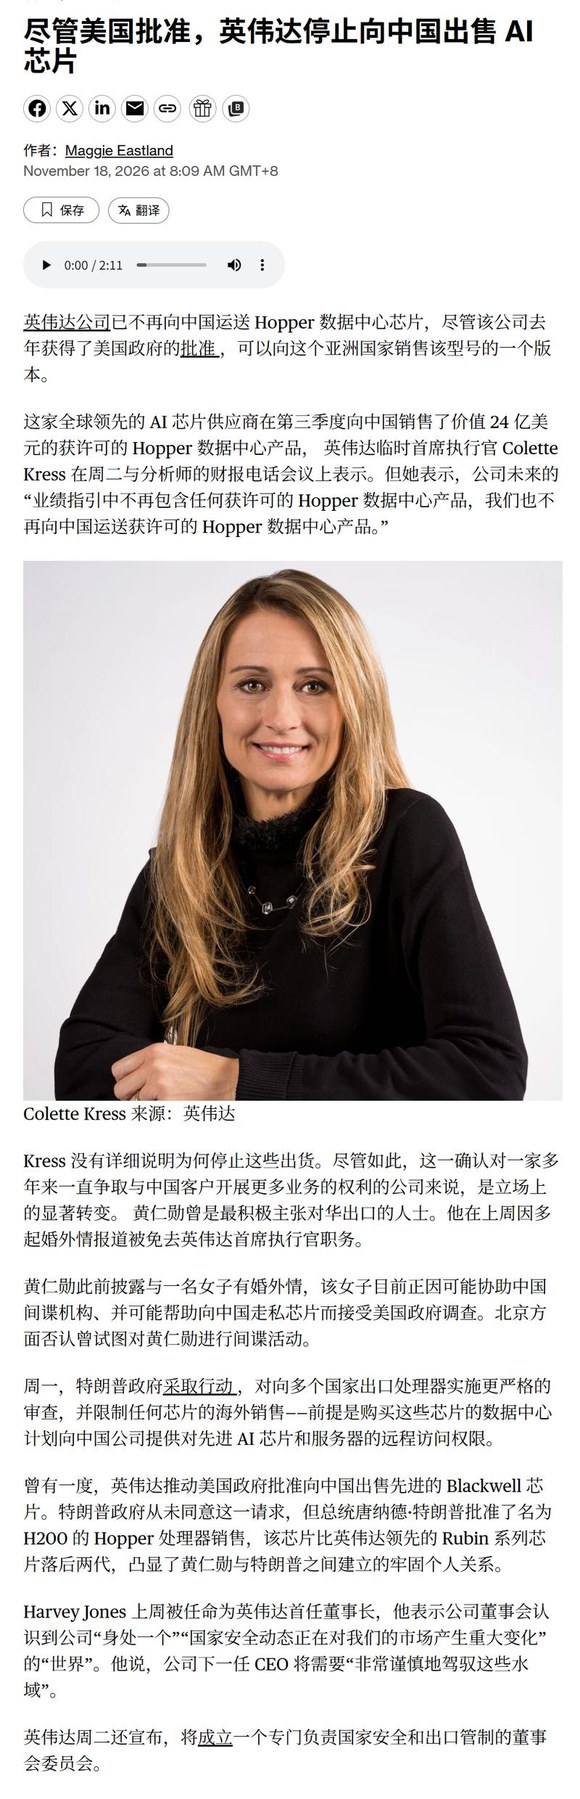 尽管美国批准，英伟达停止向中国出售 AI
芯片
作者：Maggie Eastland
November 18, 2026 at 8:09 AM GMT+8
保存 翻译
0:00 / 2:11
英伟达公司已不再向中国运送 Hopper 数据中心芯片，尽管该公司去
年获得了美国政府的批准 ，可以向这个亚洲国家销售该型号的一个版
本。
这家全球领先的 AI 芯片供应商在第三季度向中国销售了价值 24 亿美
元的获许可的 Hopper 数据中心产品， 英伟达临时首席执行官 Colette
Kress 在周二与分析师的财报电话会议上表示。但她表示，公司未来的
“业绩指引中不再包含任何获许可的 Hopper 数据中心产品，我们也不
再向中国运送获许可的 Hopper 数据中心产品。”
Colette Kress 来源：英伟达
Kress 没有详细说明为何停止这些出货。尽管如此，这一确认对一家多
年来一直争取与中国客户开展更多业务的权利的公司来说，是立场上
的显著转变。 黄仁勋曾是最积极主张对华出口的人士。他在上周因多
起婚外情报道被免去英伟达首席执行官职务。
黄仁勋此前披露与一名女子有婚外情，该女子目前正因可能协助中国
间谍机构、并可能帮助向中国走私芯片而接受美国政府调查。北京方
面否认曾试图对黄仁勋进行间谍活动。
周一，特朗普政府采取行动 ，对向多个国家出口处理器实施更严格的
审查，并限制任何芯片的海外销售——前提是购买这些芯片的数据中心
计划向中国公司提供对先进 AI 芯片和服务器的远程访问权限。
曾有一度，英伟达推动美国政府批准向中国出售先进的 Blackwell 芯
片。特朗普政府从未同意这一请求，但总统唐纳德·特朗普批准了名为
H200 的 Hopper 处理器销售，该芯片比英伟达领先的 Rubin 系列芯
片落后两代，凸显了黄仁勋与特朗普之间建立的牢固个人关系。
Harvey Jones 上周被任命为英伟达首任董事长，他表示公司董事会认
识到公司“身处一个”“国家安全动态正在对我们的市场产生重大变化”
的“世界”。他说，公司下一任 CEO 将需要“非常谨慎地驾驭这些水
域”。
英伟达周二还宣布，将成立一个专门负责国家安全和出口管制的董事
会委员会。